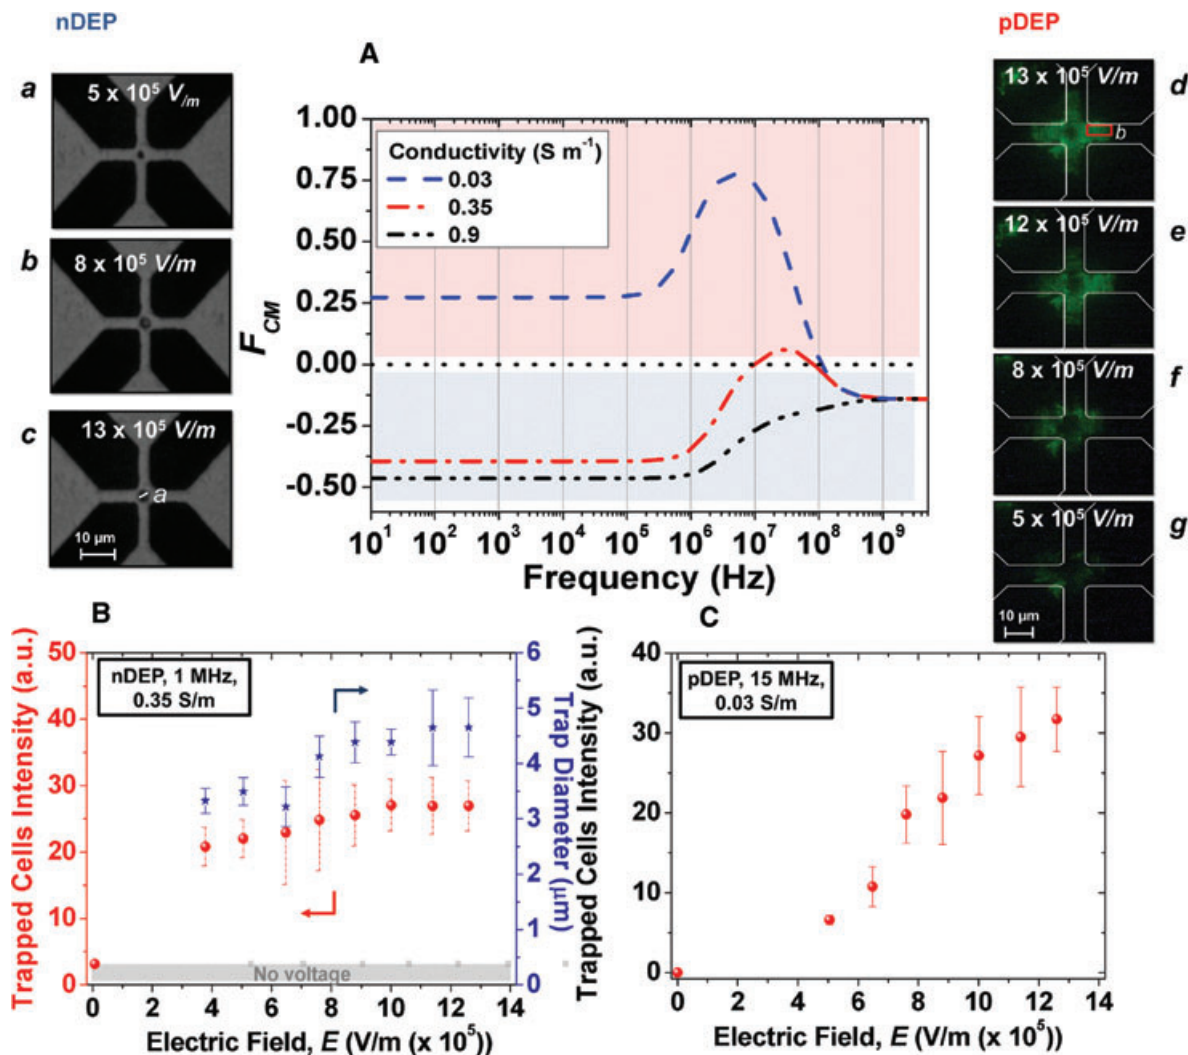 nDEP
pDEP
A
a
5 x 10⁵ V/m
b
8 x 10⁵ V/m
c
13 x 10⁵ V/m
a
10 µm
1.00
0.75
0.50
0.25
0.00
-0.25
-0.50
F_CM
Conductivity (S m⁻¹)
0.03
0.35
0.9
10¹ 10² 10³ 10⁴ 10⁵ 10⁶ 10⁷ 10⁸ 10⁹
Frequency (Hz)
13 x 10⁵ V/m
d
b
12 x 10⁵ V/m
e
8 x 10⁵ V/m
f
5 x 10⁵ V/m
g
10 µm
B
Trapped Cells Intensity (a.u.)
50
40
30
20
10
0
nDEP, 1 MHz,
0.35 S/m
6
5
4
3
2
1
0
Trap Diameter (µm)
No voltage
0 2 4 6 8 10 12 14
Electric Field, E (V/m (x 10⁵))
C
Trapped Cells Intensity (a.u.)
40
30
20
10
0
pDEP, 15 MHz,
0.03 S/m
0 2 4 6 8 10 12 14
Electric Field, E (V/m (x 10⁵))